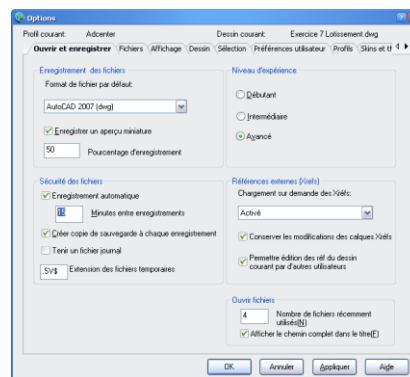 Options
Profil courant: Adcenter Dessin courant: Exercice 7 Lotissement.dwg
Ouvrir et enregistrer Fichiers Affichage Dessin Sélection Préférences utilisateur Profils Skins et th
Enregistrement des fichiers
Format de fichier par défaut:
AutoCAD 2007 (dwg)
Enregistrer un aperçu miniature
50 Pourcentage d'enregistrement
Niveau d'expérience
Débutant
Intermédiaire
Avancé
Sécurité des fichiers
Enregistrement automatique
15 Minutes entre enregistrements
Créer copie de sauvegarde à chaque enregistrement
Tenir un fichier journal
.SV$ Extension des fichiers temporaires
Références externes (Xrefs)
Chargement sur demande des Xréfs:
Activé
Conserver les modifications des calques Xréfs
Permettre édition des réf du dessin
courant par d'autres utilisateurs
Ouvrir fichiers
4 Nombre de fichiers récemment
utilisés(N)
Afficher le chemin complet dans le titre(F)
OK Annuler Appliquer Aide